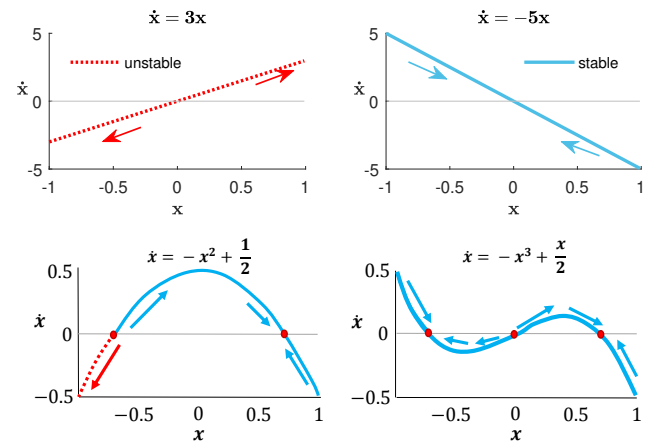 ẋ = 3x
5
unstable
ẋ
0
-5
-1
-0.5
0
0.5
1
x
ẋ = −5x
5
stable
ẋ
0
-5
-1
-0.5
0
0.5
1
x
ẋ = − x² + 1/2
0.5
ẋ
0
−0.5
−0.5
0
0.5
1
x
ẋ = − x³ + x/2
0.5
ẋ
0
−0.5
−0.5
0
0.5
1
x